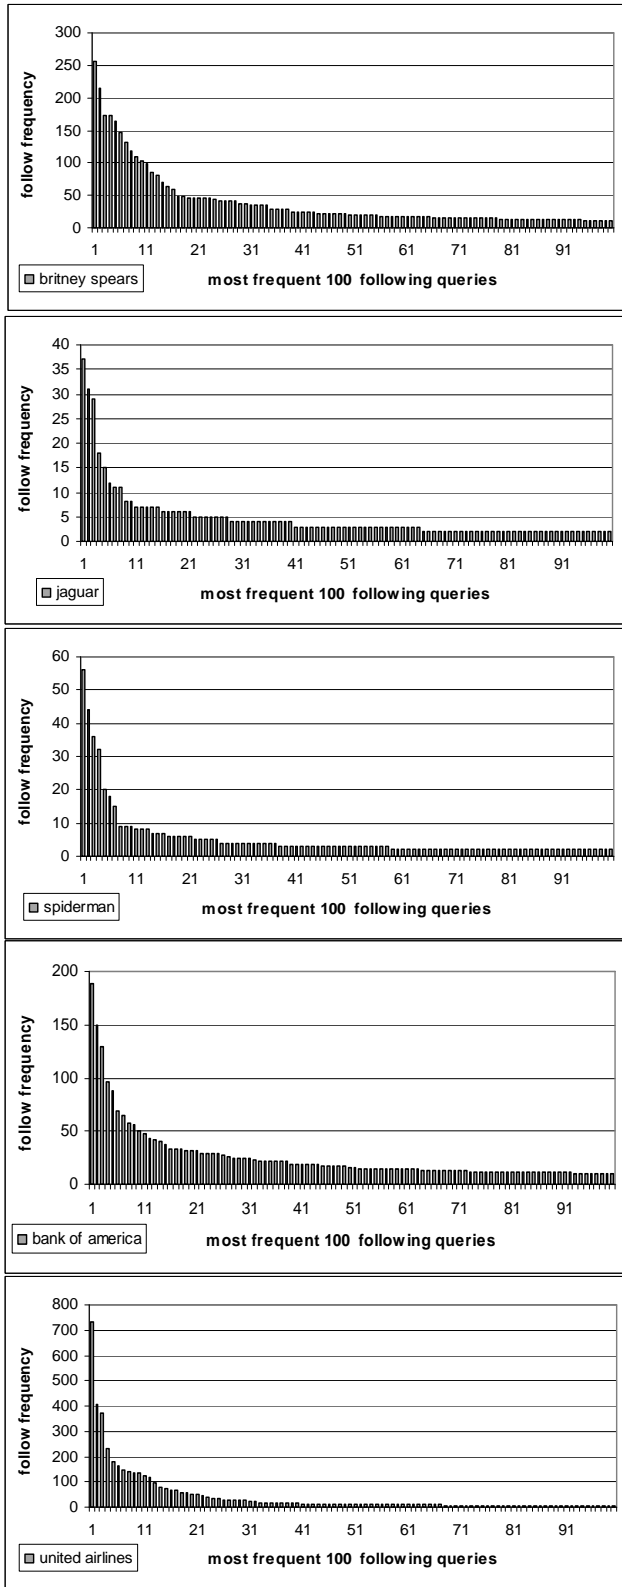 300
250
200
150
100
50
0
follow frequency
1 11 21 31 41 51 61 71 81 91
britney spears
most frequent 100 following queries
40
35
30
25
20
15
10
5
0
follow frequency
1 11 21 31 41 51 61 71 81 91
jaguar
most frequent 100 following queries
60
50
40
30
20
10
0
follow frequency
1 11 21 31 41 51 61 71 81 91
spiderman
most frequent 100 following queries
200
150
100
50
0
follow frequency
1 11 21 31 41 51 61 71 81 91
bank of america
most frequent 100 following queries
800
700
600
500
400
300
200
100
0
follow frequency
1 11 21 31 41 51 61 71 81 91
united airlines
most frequent 100 following queries